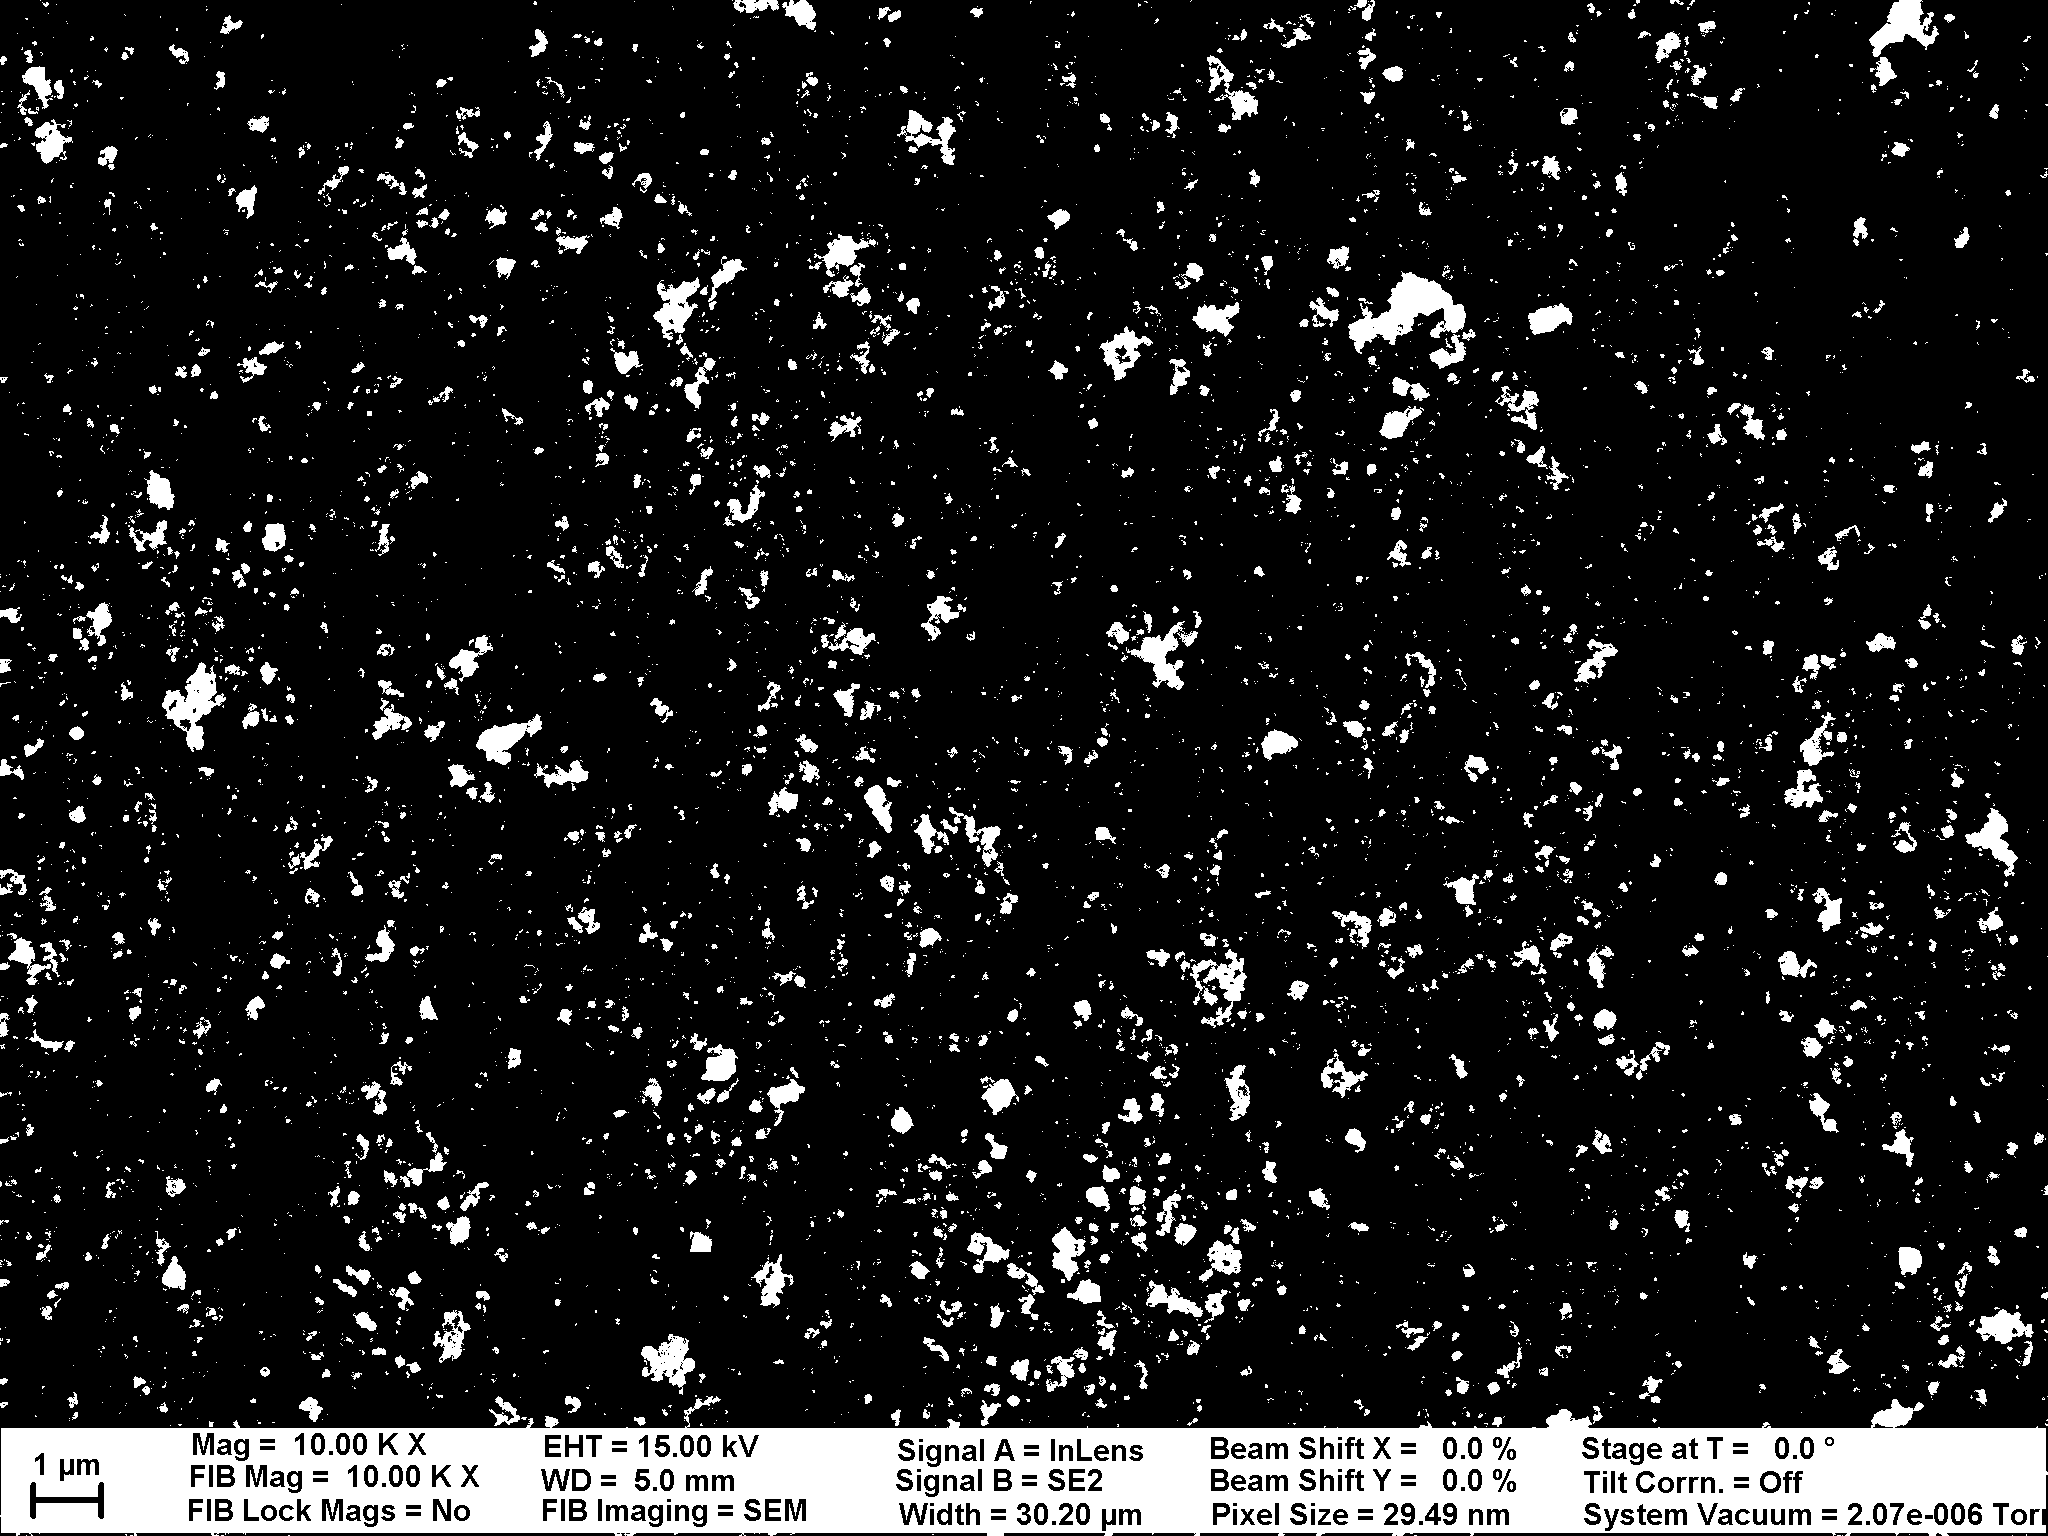 1 µm
Mag = 10.00 K X
FIB Mag = 10.00 K X
FIB Lock Mags = No
EHT = 15.00 kV
WD = 5.0 mm
FIB Imaging = SEM
Signal A = InLens
Signal B = SE2
Width = 30.20 µm
Beam Shift X = 0.0 %
Beam Shift Y = 0.0 %
Pixel Size = 29.49 nm
Stage at T = 0.0 °
Tilt Corrn. = Off
System Vacuum = 2.07e-006